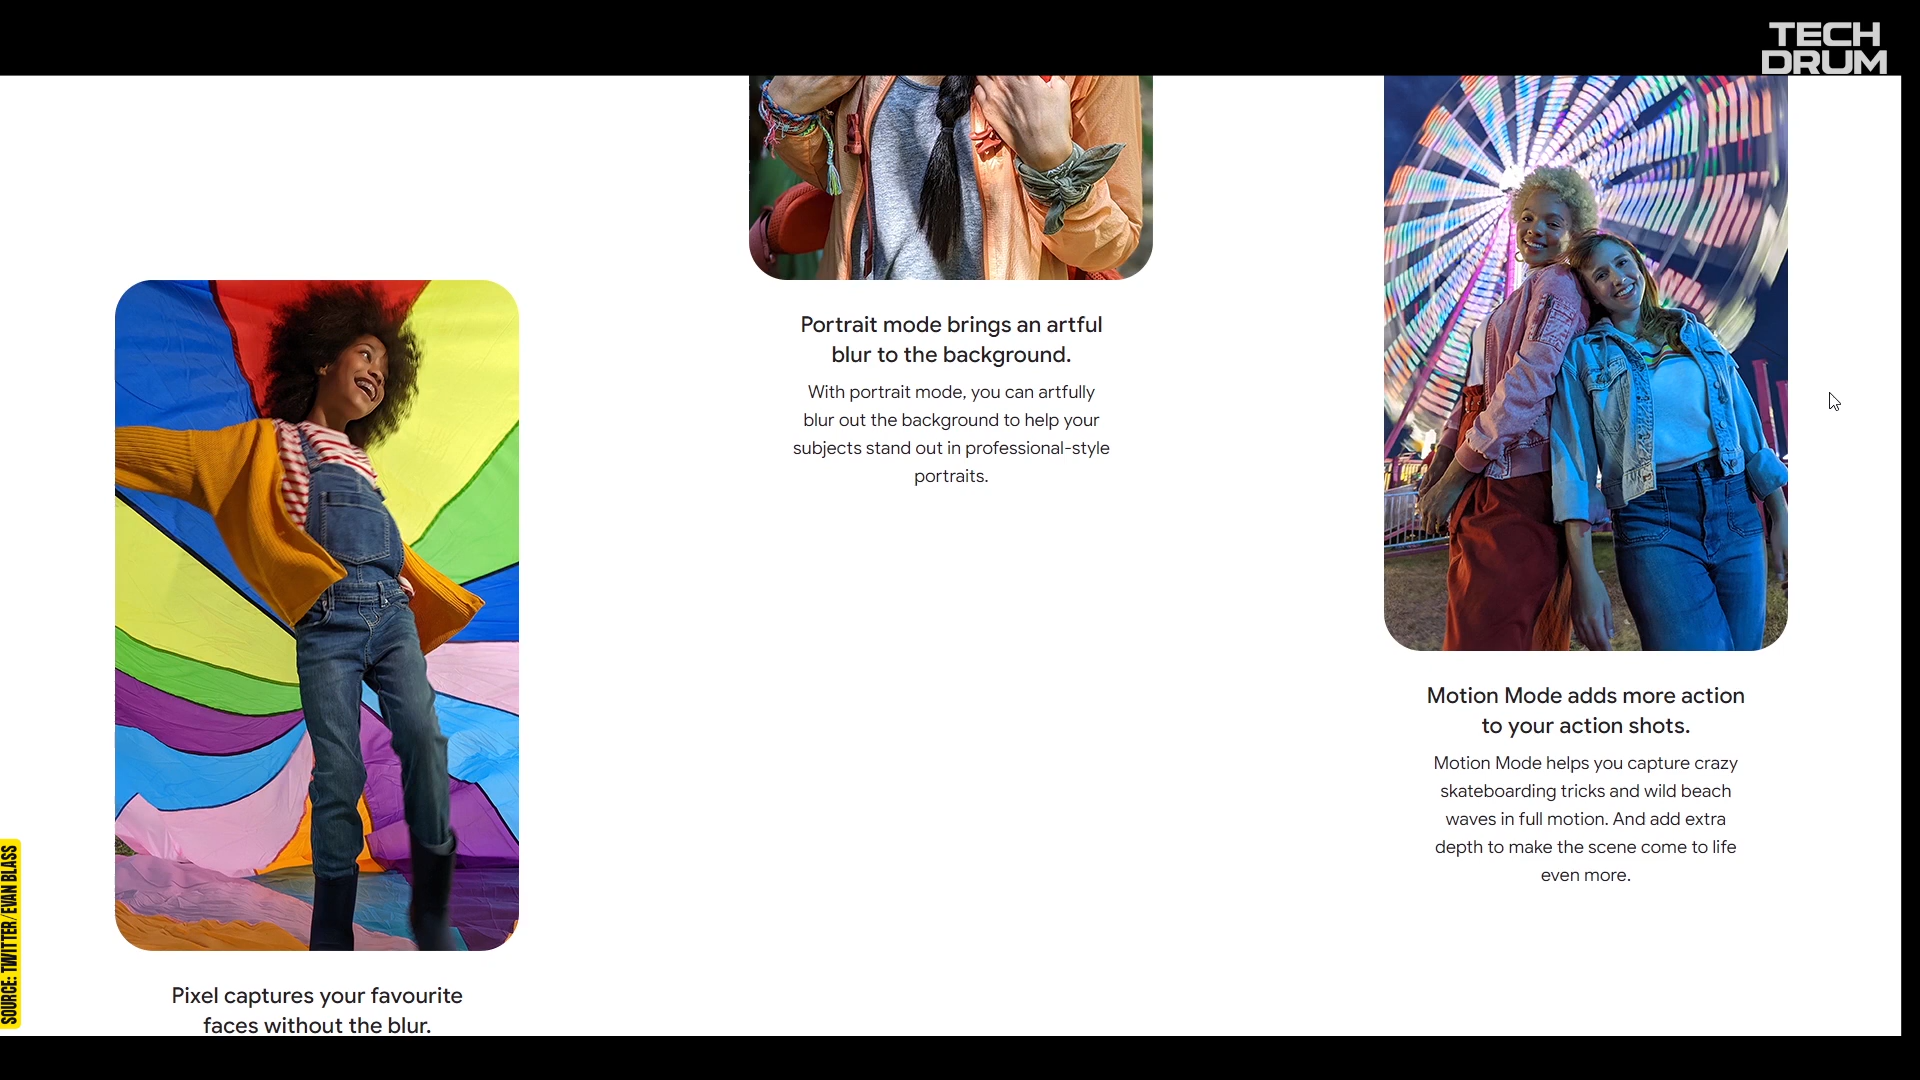 TECH
DRUM
Portrait mode brings an artful
blur to the background.
With portrait mode, you can artfully
blur out the background to help your
subjects stand out in professional-style
portraits.
Motion Mode adds more action
to your action shots.
Motion Mode helps you capture crazy
skateboarding tricks and wild beach
waves in full motion. And add extra
depth to make the scene come to life
even more.
Pixel captures your favourite
faces without the blur.
SOURCE: TWITTER/EVAN BLASS